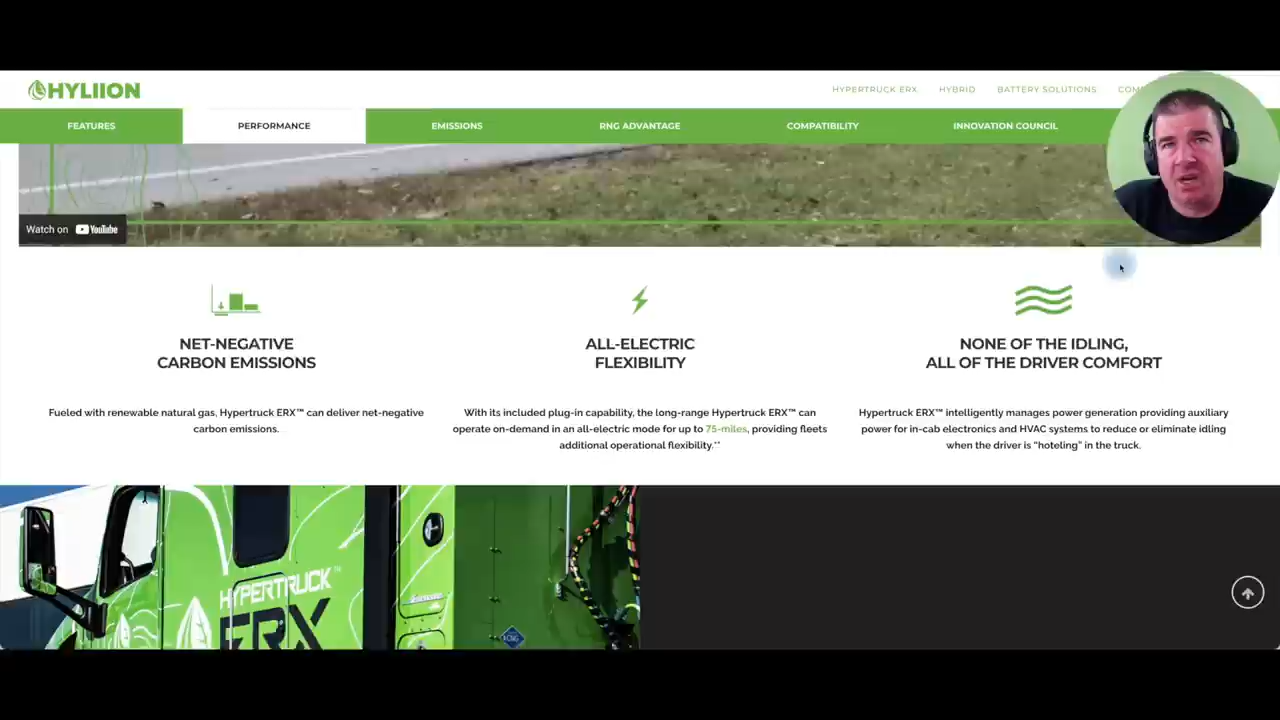 HYLIION
HYPERTRUCK ERX
HYBRID
BATTERY SOLUTIONS
FEATURES
PERFORMANCE
EMISSIONS
RNG ADVANTAGE
COMPATIBILITY
INNOVATION COUNCIL
Watch on YouTube
NET-NEGATIVE
CARBON EMISSIONS
Fueled with renewable natural gas, Hypertruck ERX™ can deliver net-negative
carbon emissions.
ALL-ELECTRIC
FLEXIBILITY
With its included plug-in capability, the long-range Hypertruck ERX™ can
operate on-demand in an all-electric mode for up to 75-miles, providing fleets
additional operational flexibility.**
NONE OF THE IDLING,
ALL OF THE DRIVER COMFORT
Hypertruck ERX™ intelligently manages power generation providing auxiliary
power for in-cab electronics and HVAC systems to reduce or eliminate idling
when the driver is “hoteling” in the truck.
HYPERTRUCK™
ERX
CNG